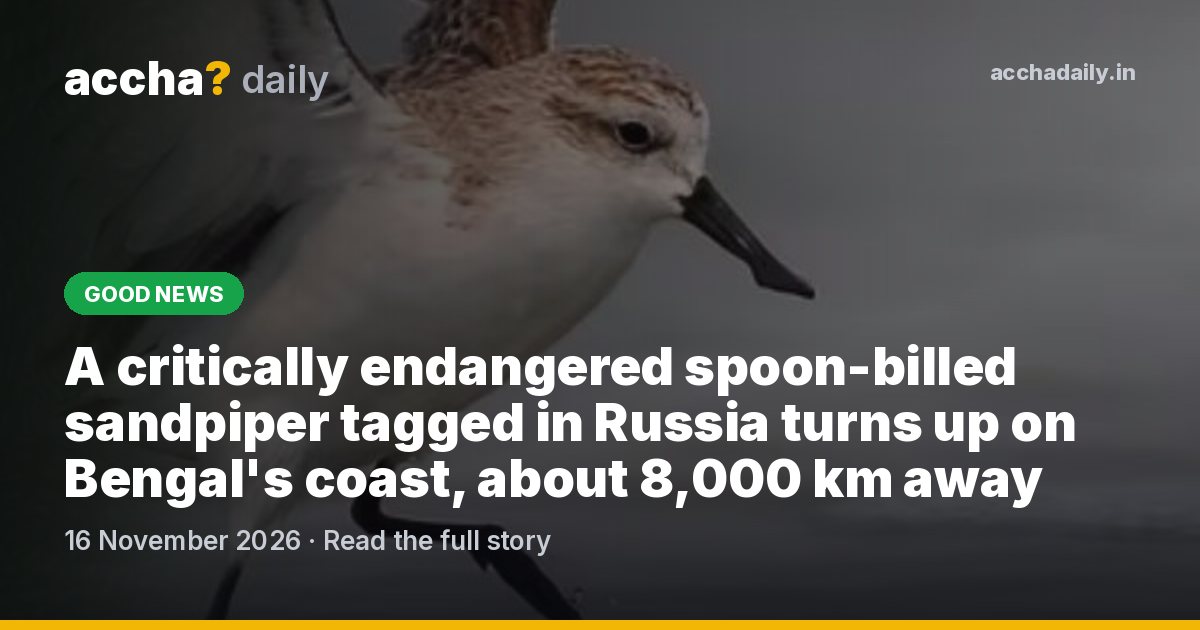 accha? daily
acchadaily.in
GOOD NEWS
A critically endangered spoon-billed
sandpiper tagged in Russia turns up on
Bengal's coast, about 8,000 km away
16 November 2026 · Read the full story